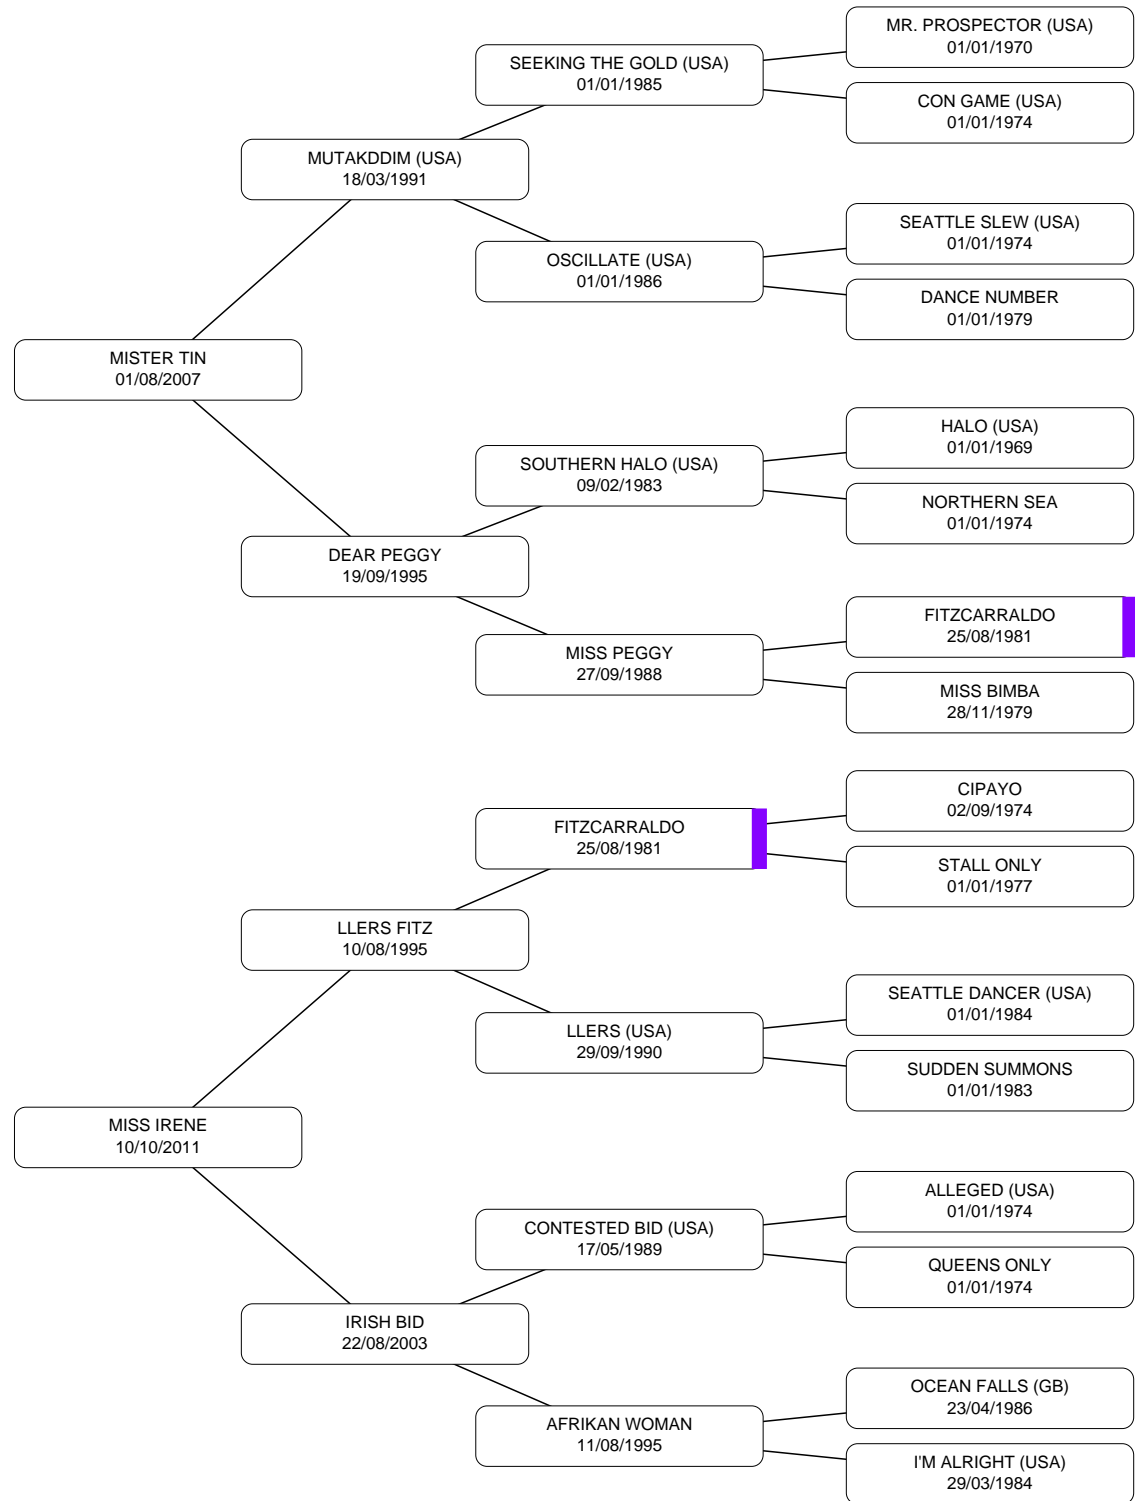 MR. PROSPECTOR (USA)
01/01/1970
SEEKING THE GOLD (USA)
01/01/1985
CON GAME (USA)
01/01/1974
MUTAKDDIM (USA)
18/03/1991
SEATTLE SLEW (USA)
01/01/1974
OSCILLATE (USA)
01/01/1986
DANCE NUMBER
01/01/1979
MISTER TIN
01/08/2007
HALO (USA)
01/01/1969
SOUTHERN HALO (USA)
09/02/1983
NORTHERN SEA
01/01/1974
DEAR PEGGY
19/09/1995
FITZCARRALDO
25/08/1981
MISS PEGGY
27/09/1988
MISS BIMBA
28/11/1979
CIPAYO
02/09/1974
FITZCARRALDO
25/08/1981
STALL ONLY
01/01/1977
LLERS FITZ
10/08/1995
SEATTLE DANCER (USA)
01/01/1984
LLERS (USA)
29/09/1990
SUDDEN SUMMONS
01/01/1983
MISS IRENE
10/10/2011
ALLEGED (USA)
01/01/1974
CONTESTED BID (USA)
17/05/1989
QUEENS ONLY
01/01/1974
IRISH BID
22/08/2003
OCEAN FALLS (GB)
23/04/1986
AFRIKAN WOMAN
11/08/1995
I'M ALRIGHT (USA)
29/03/1984